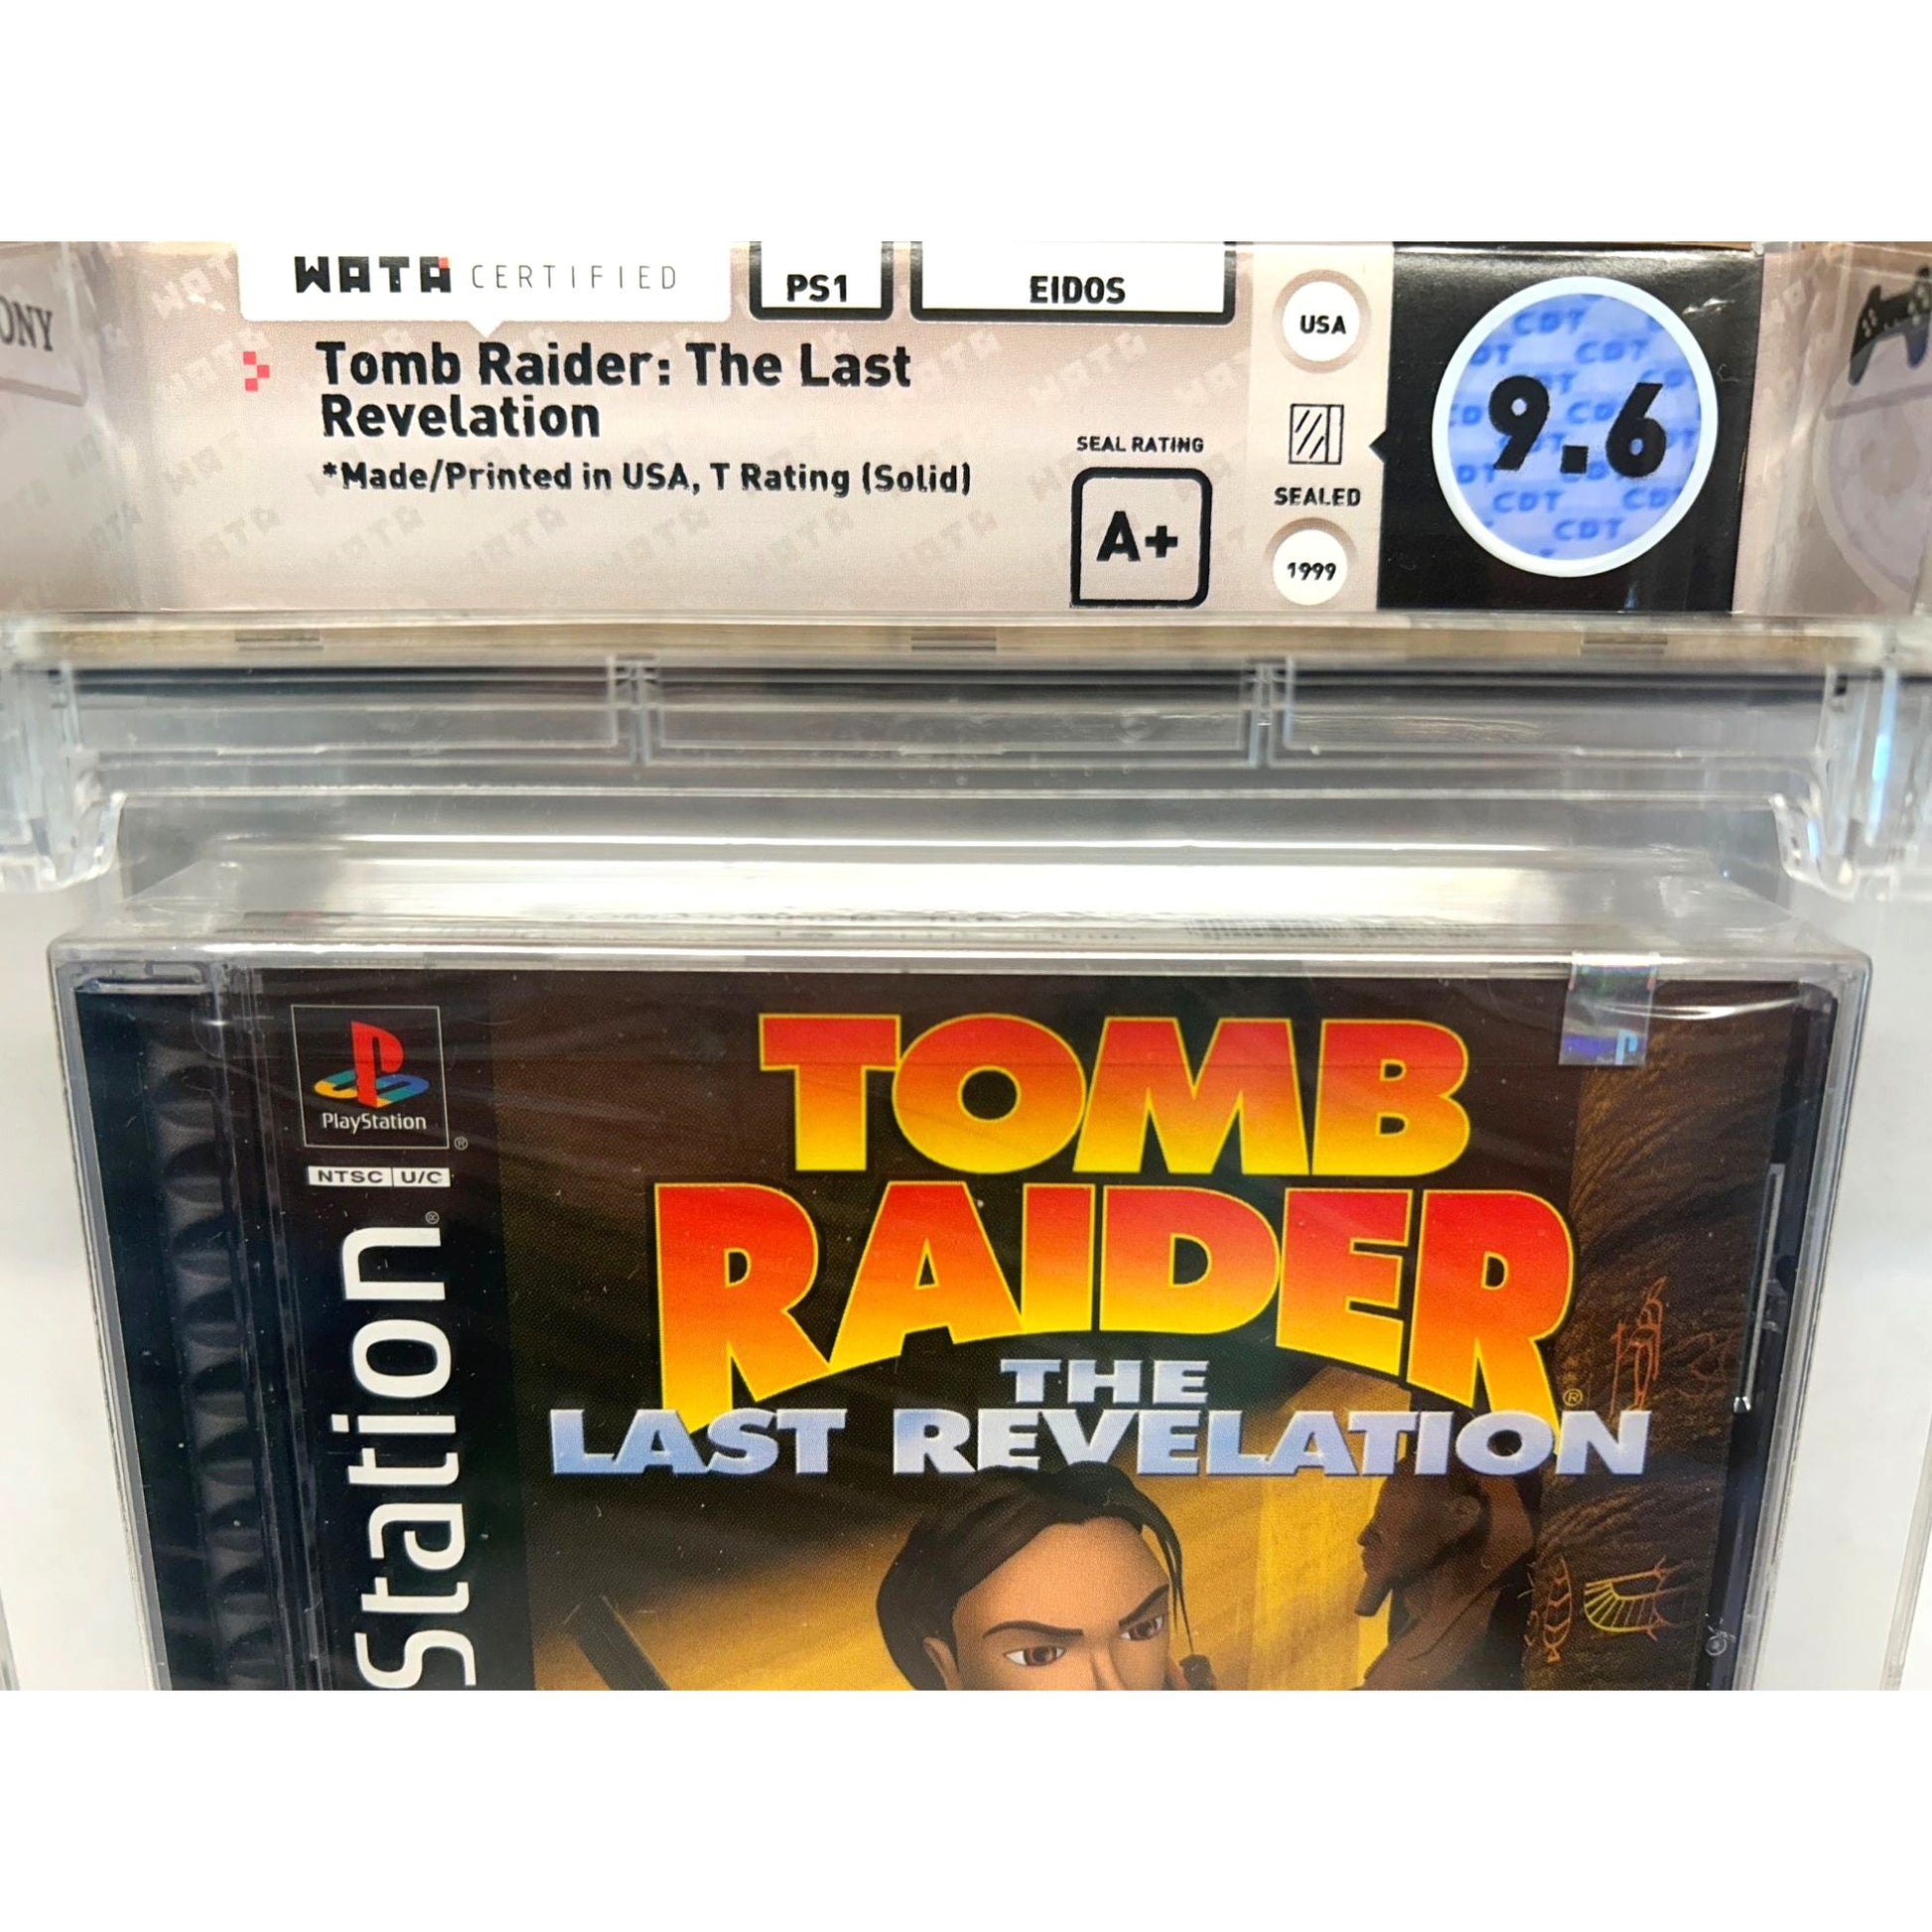 ONY
WATA CERTIFIED
PS1
EIDOS
Tomb Raider: The Last
Revelation
*Made/Printed in USA, T Rating (Solid)
SEAL RATING
A+
USA
SEALED
1999
CDT
9.6
PlayStation
®
NTSC U/C
Station®
TOMB
RAIDER
®
THE
LAST REVELATION